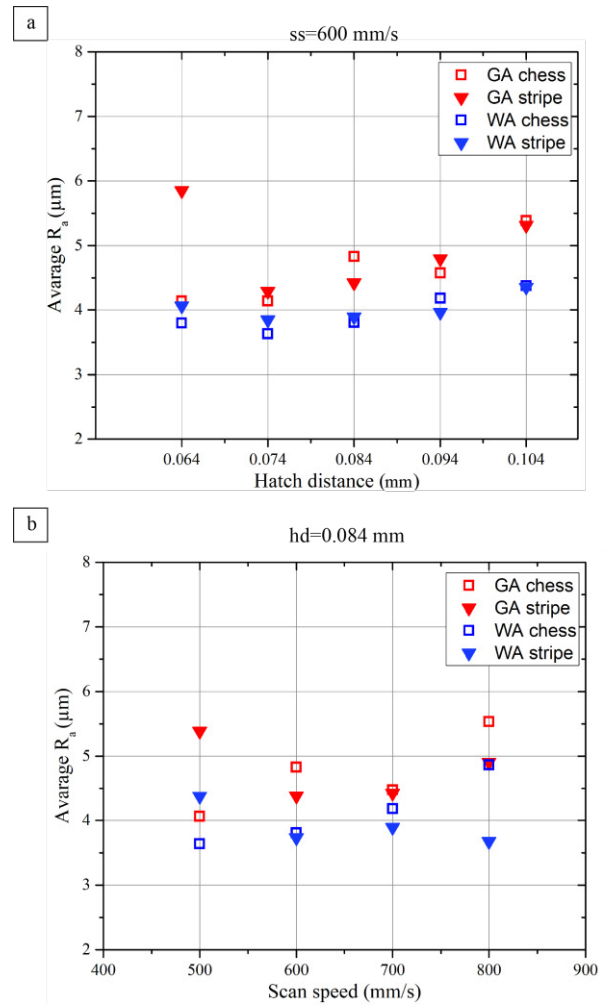 a
ss=600 mm/s
GA chess
GA stripe
WA chess
WA stripe
8
7
6
5
4
3
2
Avarage Rₐ (μm)
0.064 0.074 0.084 0.094 0.104
Hatch distance (mm)
b
hd=0.084 mm
GA chess
GA stripe
WA chess
WA stripe
8
7
6
5
4
3
2
Avarage Rₐ (μm)
400 500 600 700 800 900
Scan speed (mm/s)